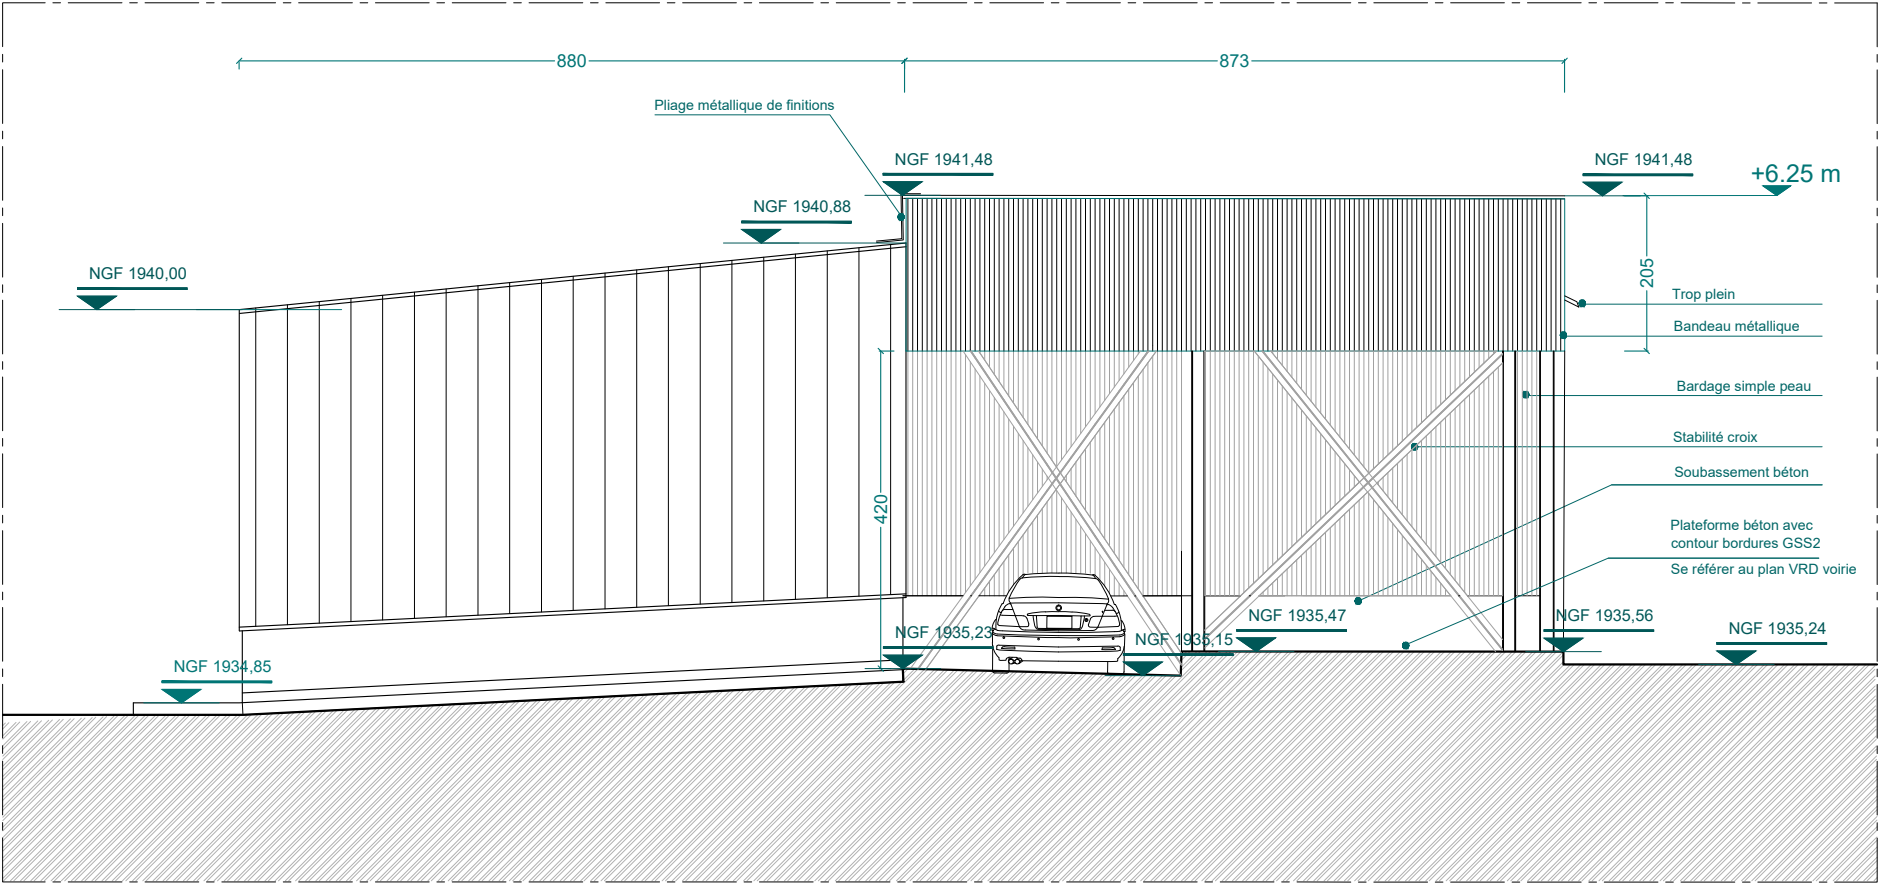 880
873
Pliage métallique de finitions
NGF 1941,48
NGF 1941,48
+6.25 m
NGF 1940,88
NGF 1940,00
205
Trop plein
Bandeau métallique
Bardage simple peau
Stabilité croix
Soubassement béton
420
Plateforme béton avec
contour bordures GSS2
Se référer au plan VRD voirie
NGF 1935,47
NGF 1935,56
NGF 1935,23
NGF 1935,15
NGF 1935,24
NGF 1934,85